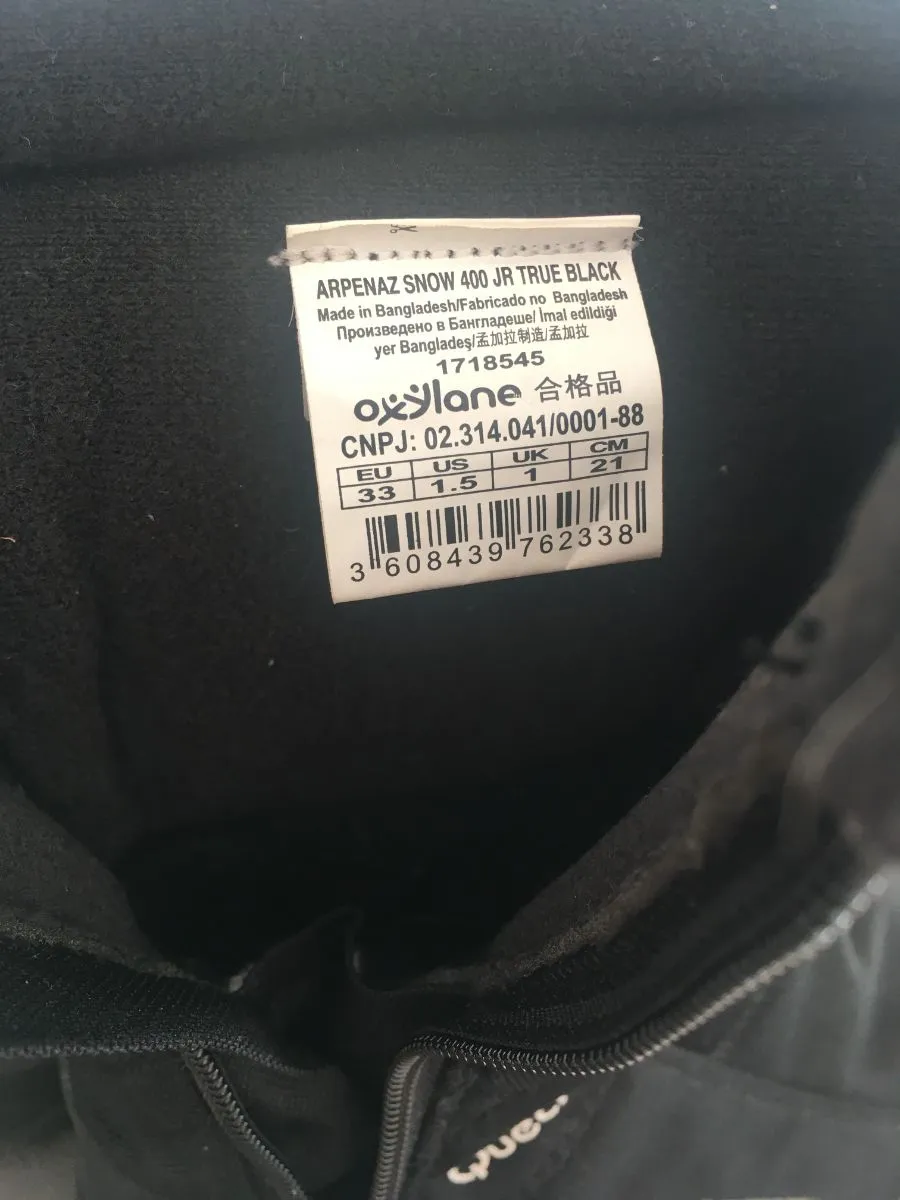 ARPENAZ SNOW 400 JR TRUE BLACK
Made in Bangladesh/Fabricado no Bangladesh
Произведено в Бангладеше/ İmal edildiği
yer Bangladeş/孟加拉制造/孟加拉
1718545
oxylane 合格品
CNPJ: 02.314.041/0001-88
EU US UK CM
33 1.5 1 21
3 608439 762338